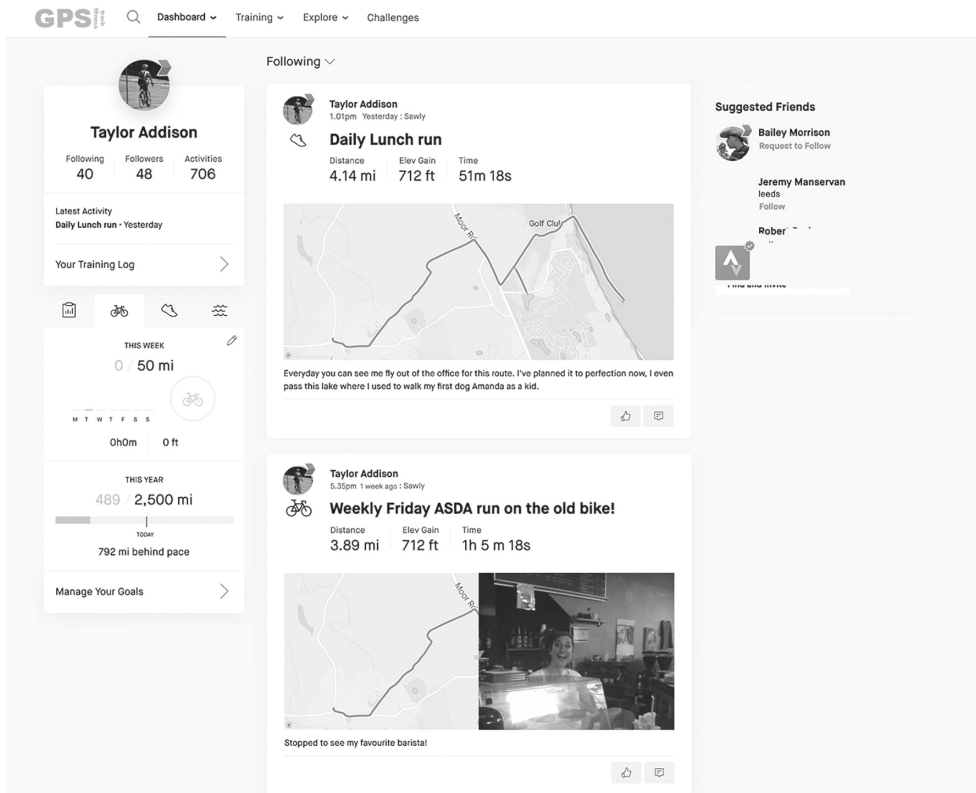 GPS track fitness
Dashboard
Training
Explore
Challenges
Taylor Addison
Following
Followers
Activities
40
48
706
Latest Activity
Daily Lunch run • Yesterday
Your Training Log
THIS WEEK
0 / 50 mi
M T W T F S S
0h0m
0 ft
THIS YEAR
489 / 2,500 mi
TODAY
792 mi behind pace
Manage Your Goals
Following
Taylor Addison
1.01pm Yesterday : Sawly
Daily Lunch run
Distance
Elev Gain
Time
4.14 mi
712 ft
51m 18s
Moor
Golf Club
Everyday you can see me fly out of the office for this route. I've planned it to perfection now, I even
pass this lake where I used to walk my first dog Amanda as a kid.
Taylor Addison
5.35pm 1 week ago : Sawly
Weekly Friday ASDA run on the old bike!
Distance
Elev Gain
Time
3.89 mi
712 ft
1h 5 m 18s
Moor
Stopped to see my favourite barista!
Suggested Friends
Bailey Morrison
Request to Follow
Jeremy Manservan
leeds
Follow
Robert
Find and invite